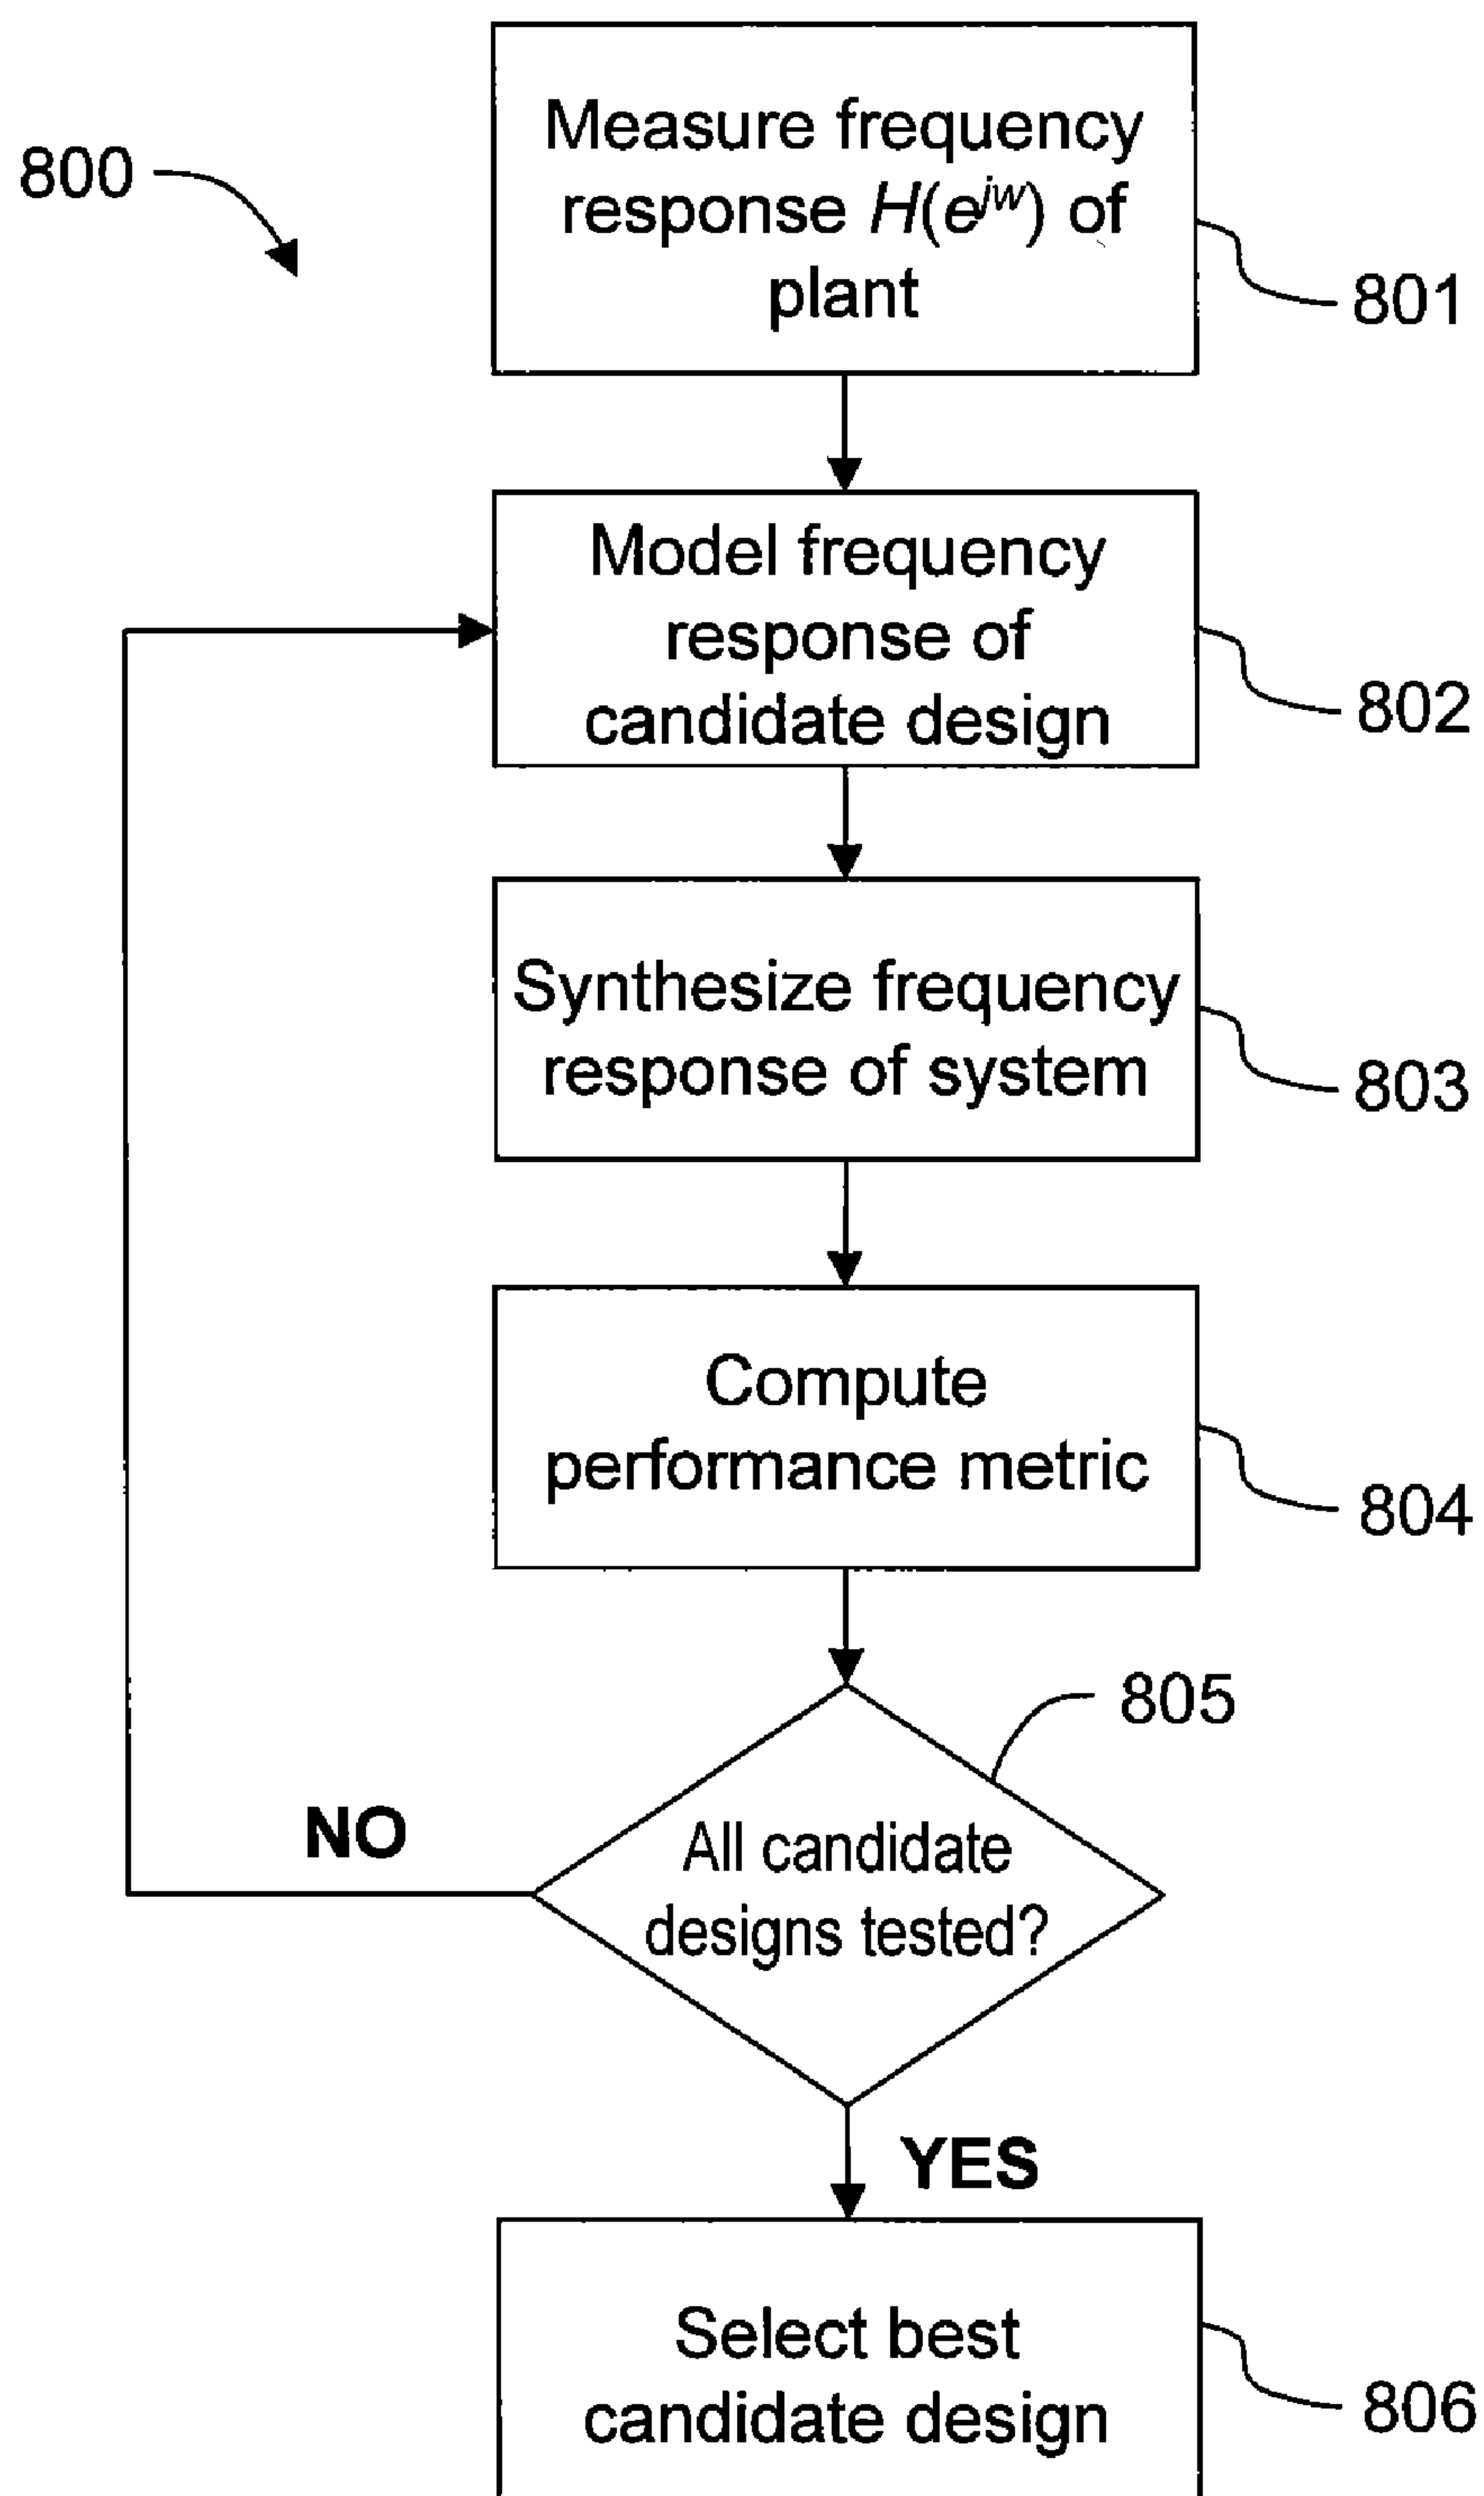 800
Measure frequency
response H(e^jw) of
plant
801
Model frequency
response of
candidate design
802
Synthesize frequency
response of system
803
Compute
performance metric
804
805
All candidate
designs tested?
NO
YES
Select best
candidate design
806